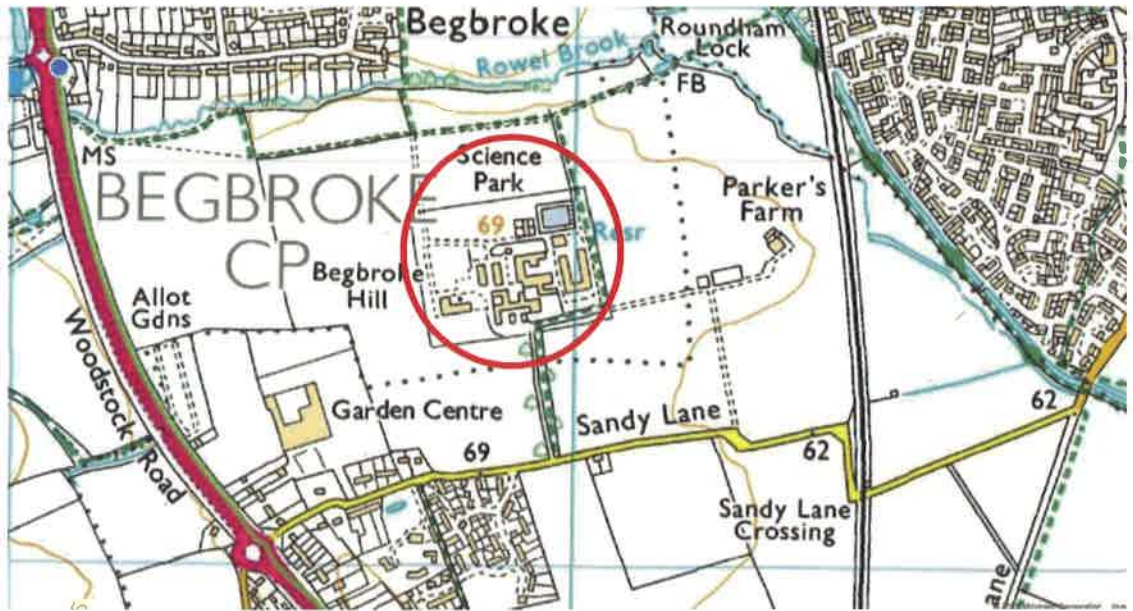 Begbroke
Roundham
Lock
Rowel Brook
FB
MS
Science
Park
BEGBROKE
CP
69
Resr
Parker's
Farm
Begbroke
Hill
Allot
Gdns
Woodstock
Road
Garden Centre
Sandy Lane
62
69
62
Sandy Lane
Crossing
ane